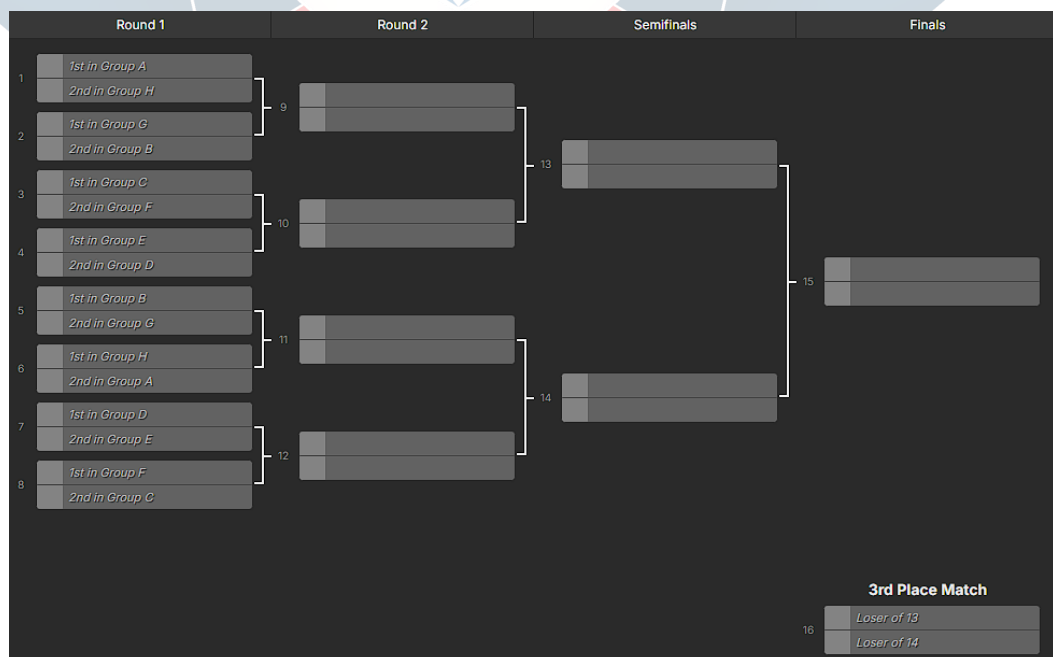 Round 1
Round 2
Semifinals
Finals
1
1st in Group A
2nd in Group H
2
1st in Group G
2nd in Group B
3
1st in Group C
2nd in Group F
4
1st in Group E
2nd in Group D
5
1st in Group B
2nd in Group G
6
1st in Group H
2nd in Group A
7
1st in Group D
2nd in Group E
8
1st in Group F
2nd in Group C
9
10
11
12
13
14
15
3rd Place Match
16
Loser of 13
Loser of 14